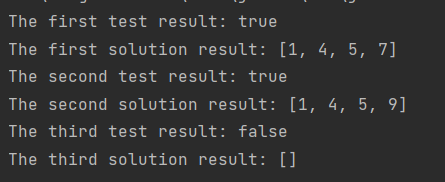 The first test result: true
The first solution result: [1, 4, 5, 7]
The second test result: true
The second solution result: [1, 4, 5, 9]
The third test result: false
The third solution result: []